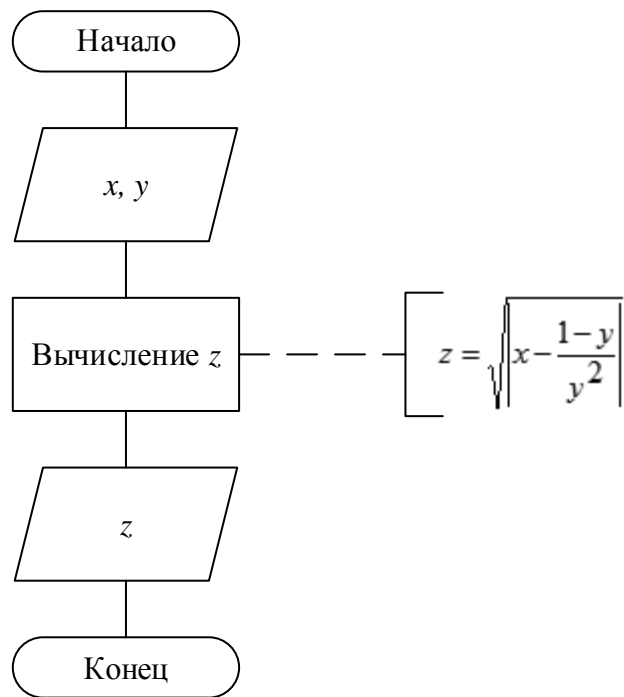 Начало
x, y
Вычисление z
z = √|x − (1 − y)/y²|
z
Конец